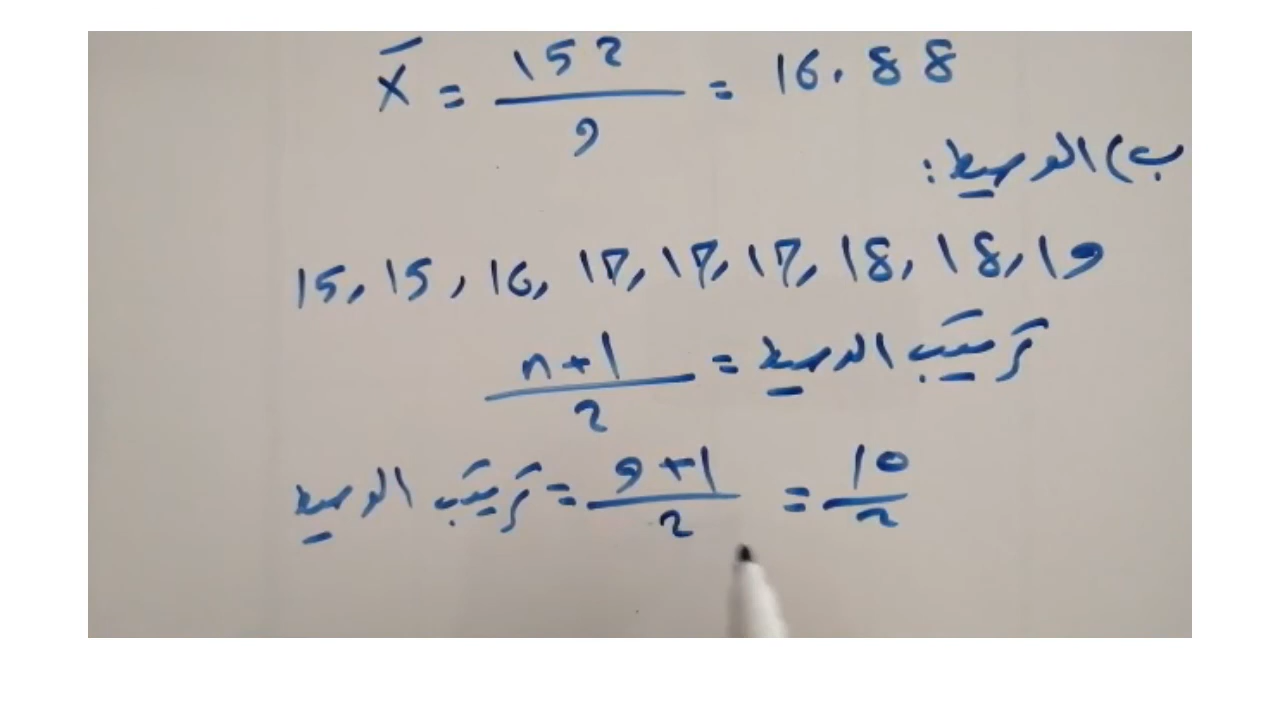 x̄ = 152/9 = 16.88
ب) الوسيط:
15, 15, 16, 17, 17, 17, 18, 18, 19
ترتيب الوسيط = n+1/2
ترتيب الوسيط = 9+1/2 = 10/2